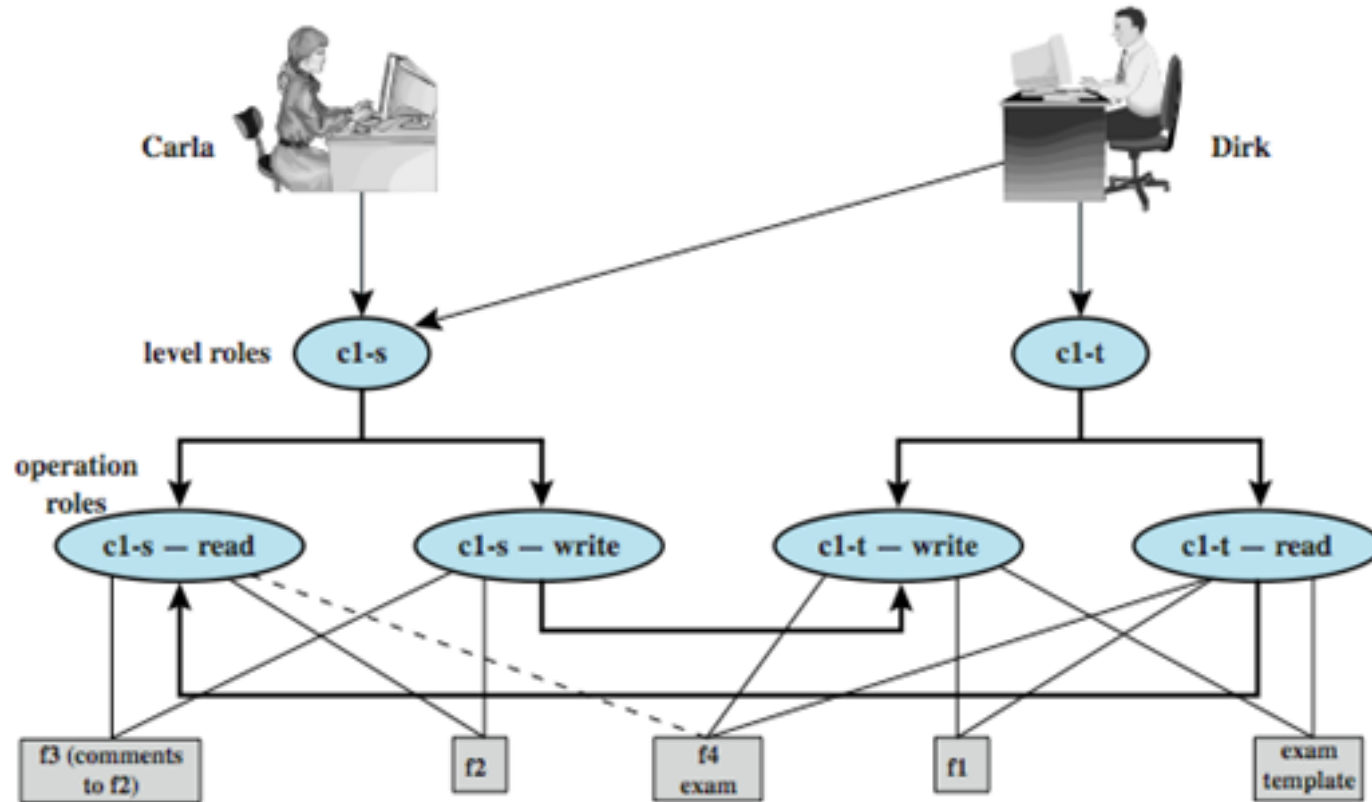 Carla
Dirk
level roles
c1-s
c1-t
operation
roles
c1-s — read
c1-s — write
c1-t — write
c1-t — read
f3 (comments
to f2)
f2
f4
exam
f1
exam
template